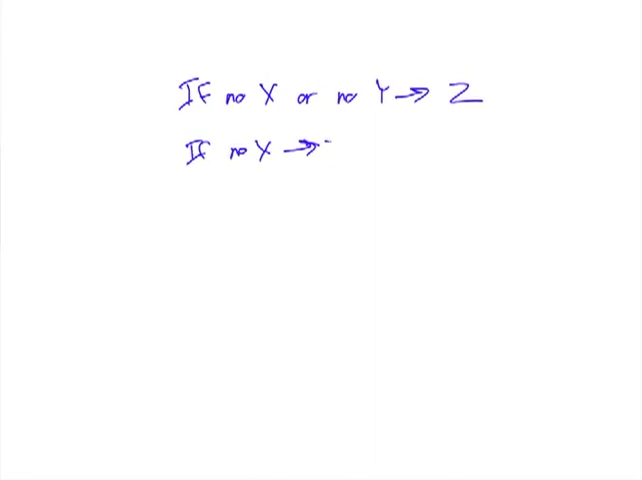 If no X or no Y → Z
If no X →